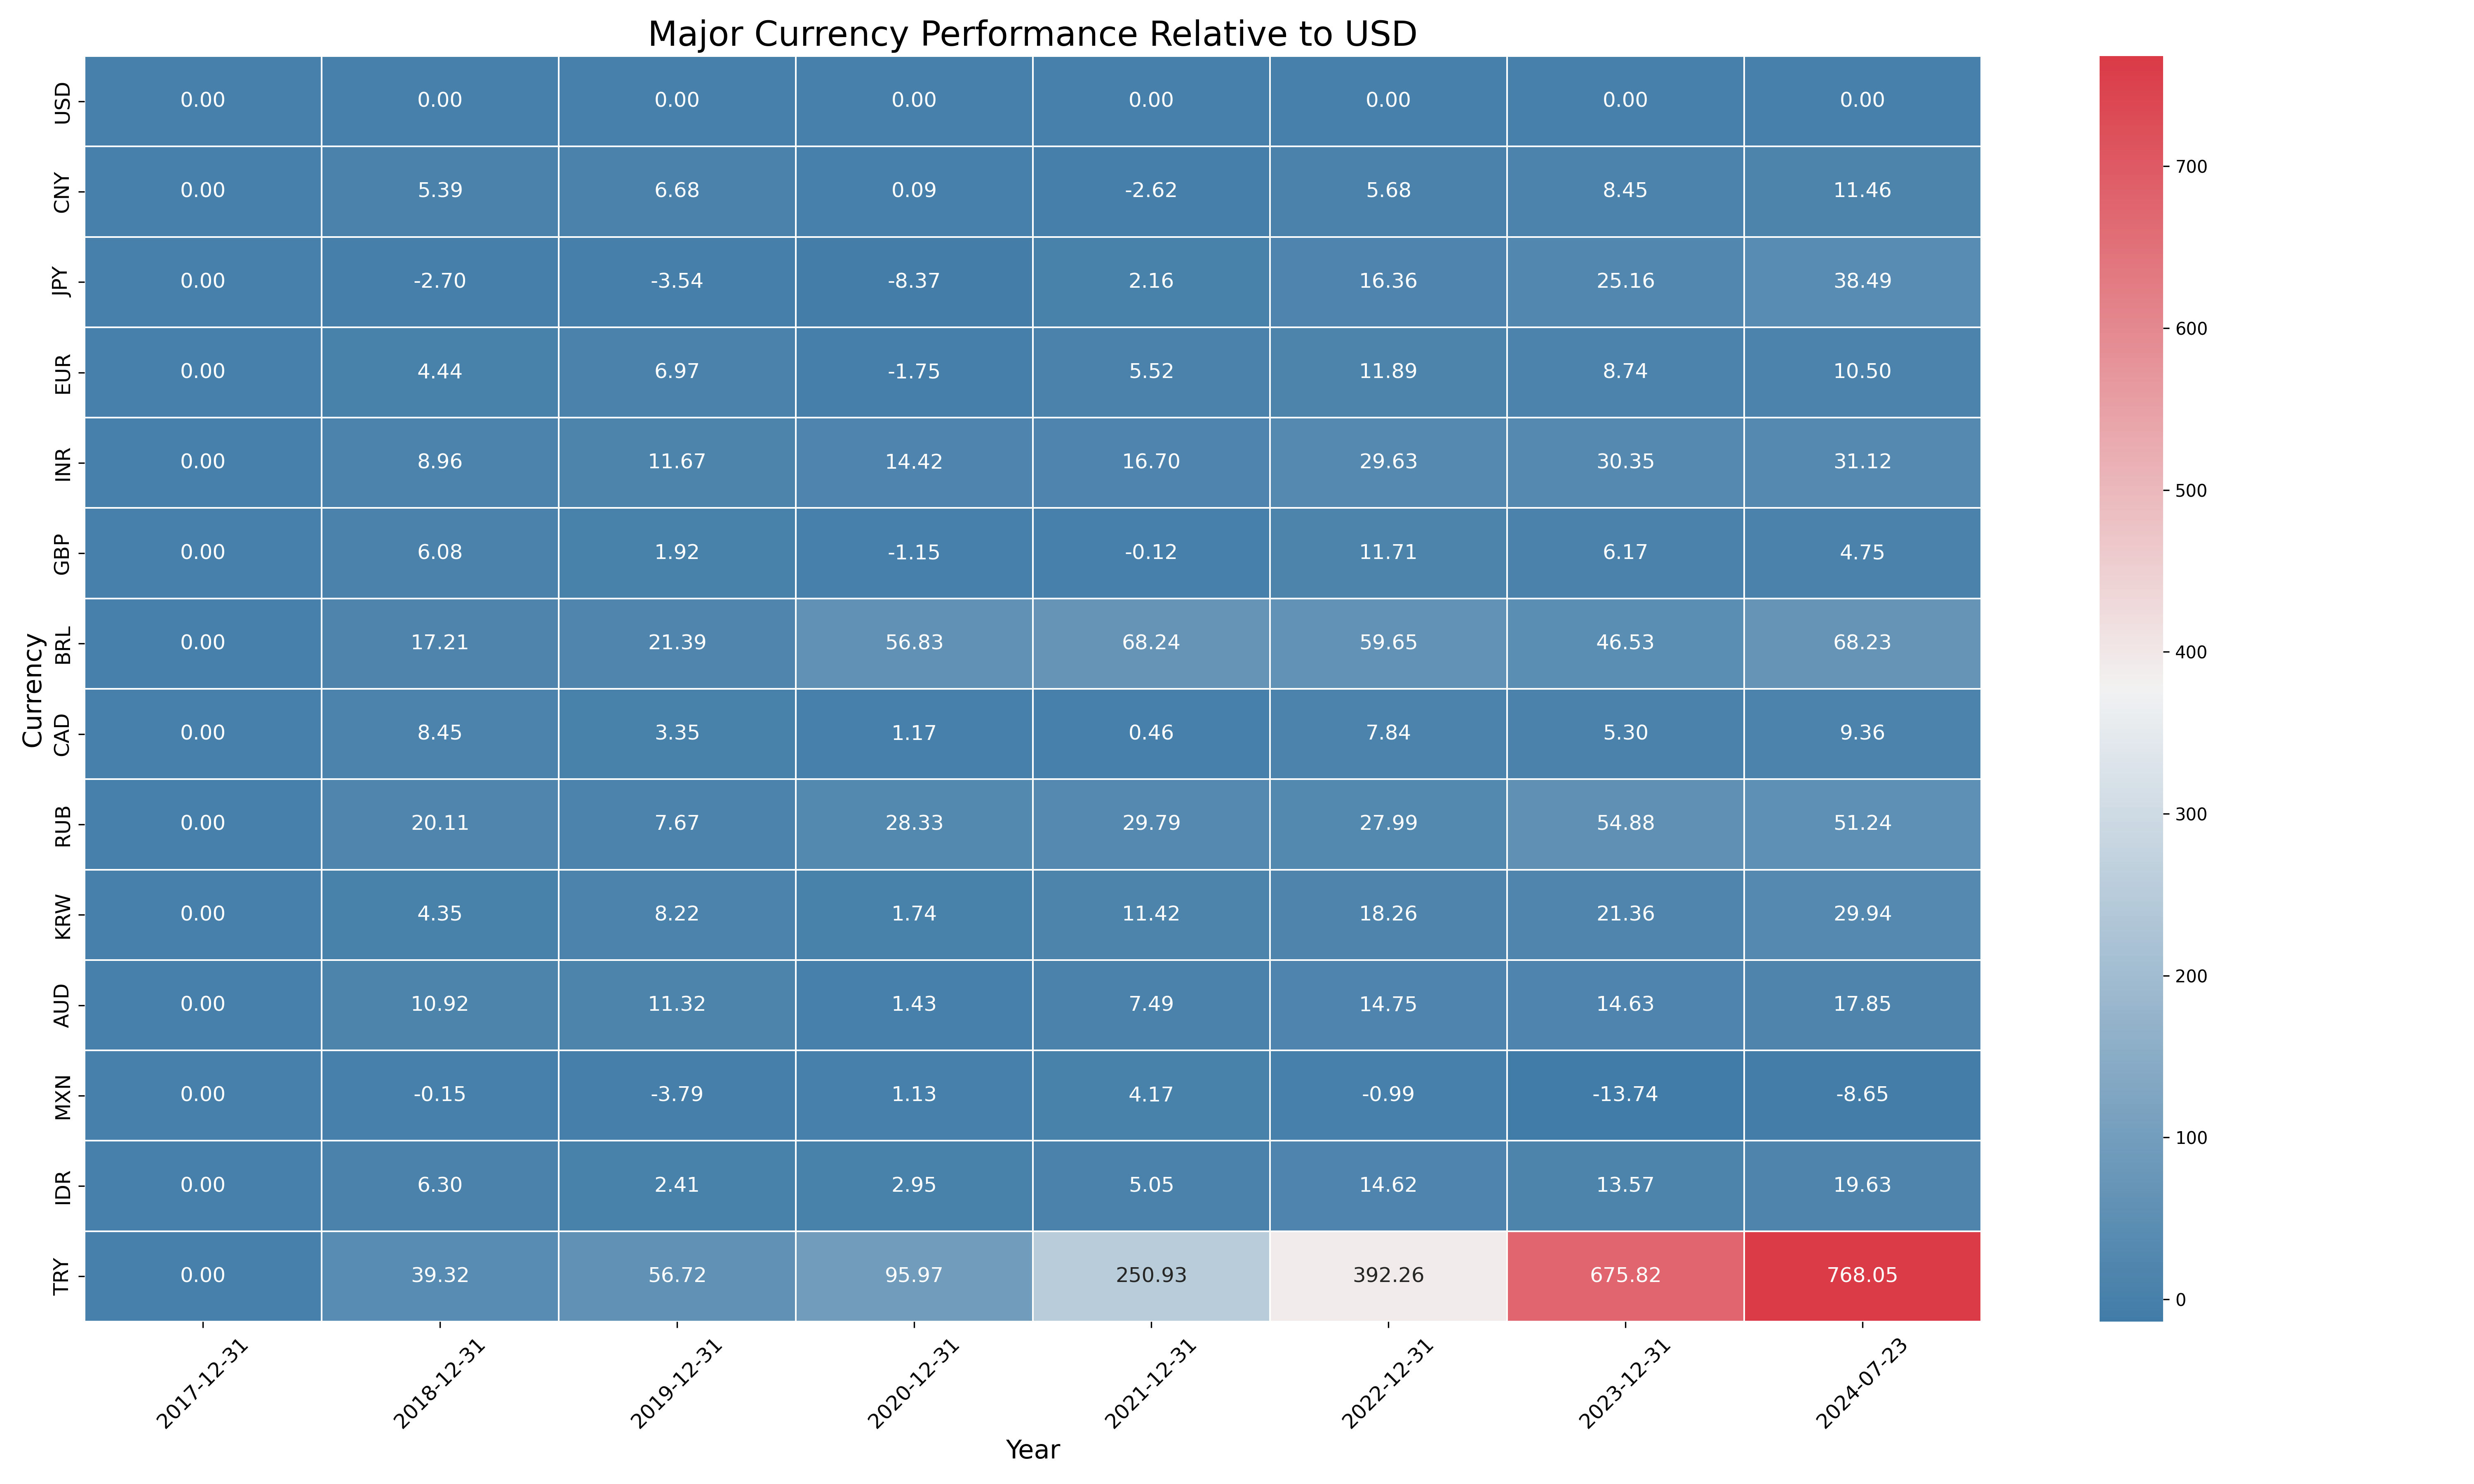 Major Currency Performance Relative to USD
USD 0.00 0.00 0.00 0.00 0.00 0.00 0.00 0.00
CNY 0.00 5.39 6.68 0.09 -2.62 5.68 8.45 11.46
JPY 0.00 -2.70 -3.54 -8.37 2.16 16.36 25.16 38.49
EUR 0.00 4.44 6.97 -1.75 5.52 11.89 8.74 10.50
INR 0.00 8.96 11.67 14.42 16.70 29.63 30.35 31.12
GBP 0.00 6.08 1.92 -1.15 -0.12 11.71 6.17 4.75
BRL 0.00 17.21 21.39 56.83 68.24 59.65 46.53 68.23
CAD 0.00 8.45 3.35 1.17 0.46 7.84 5.30 9.36
RUB 0.00 20.11 7.67 28.33 29.79 27.99 54.88 51.24
KRW 0.00 4.35 8.22 1.74 11.42 18.26 21.36 29.94
AUD 0.00 10.92 11.32 1.43 7.49 14.75 14.63 17.85
MXN 0.00 -0.15 -3.79 1.13 4.17 -0.99 -13.74 -8.65
IDR 0.00 6.30 2.41 2.95 5.05 14.62 13.57 19.63
TRY 0.00 39.32 56.72 95.97 250.93 392.26 675.82 768.05
2017-12-31 2018-12-31 2019-12-31 2020-12-31 2021-12-31 2022-12-31 2023-12-31 2024-07-23
Year
Currency
700
600
500
400
300
200
100
0